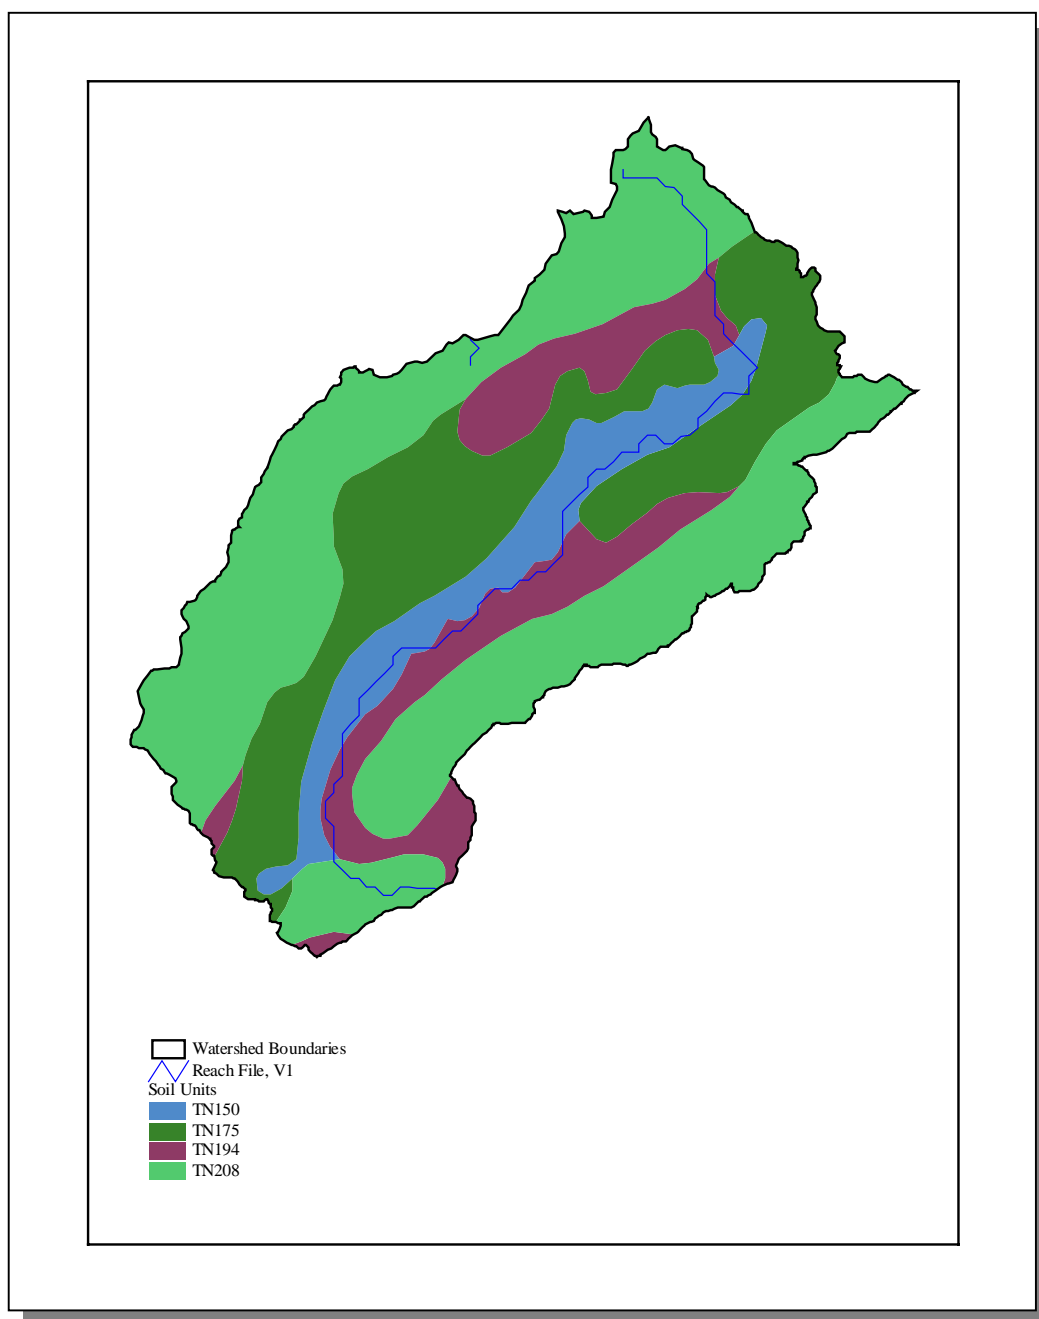 Watershed Boundaries
Reach File, V1
Soil Units
TN150
TN175
TN194
TN208